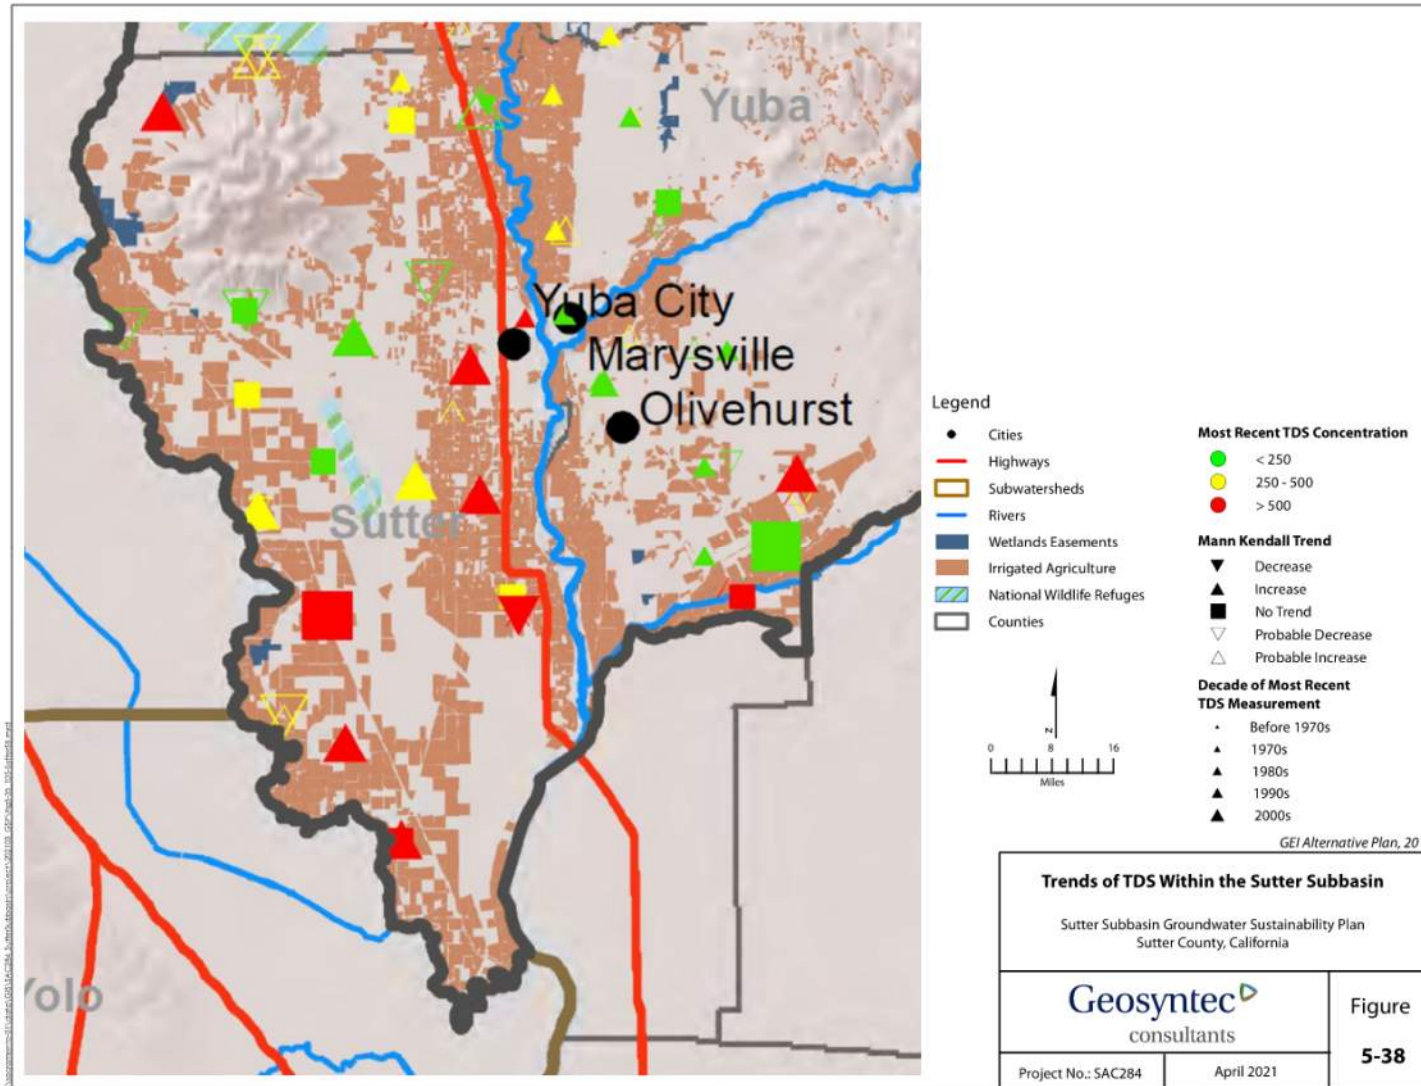 Yuba
Yuba City
Marysville
Olivehurst
Sutter
Yolo
Legend
Cities
Highways
Subwatersheds
Rivers
Wetlands Easements
Irrigated Agriculture
National Wildlife Refuges
Counties
Most Recent TDS Concentration
< 250
250 - 500
> 500
Mann Kendall Trend
Decrease
Increase
No Trend
Probable Decrease
Probable Increase
Decade of Most Recent
TDS Measurement
Before 1970s
1970s
1980s
1990s
2000s
N
0 8 16
Miles
GEI Alternative Plan, 20
Trends of TDS Within the Sutter Subbasin
Sutter Subbasin Groundwater Sustainability Plan
Sutter County, California
Geosyntec
consultants
Figure
5-38
Project No.: SAC284 April 2021